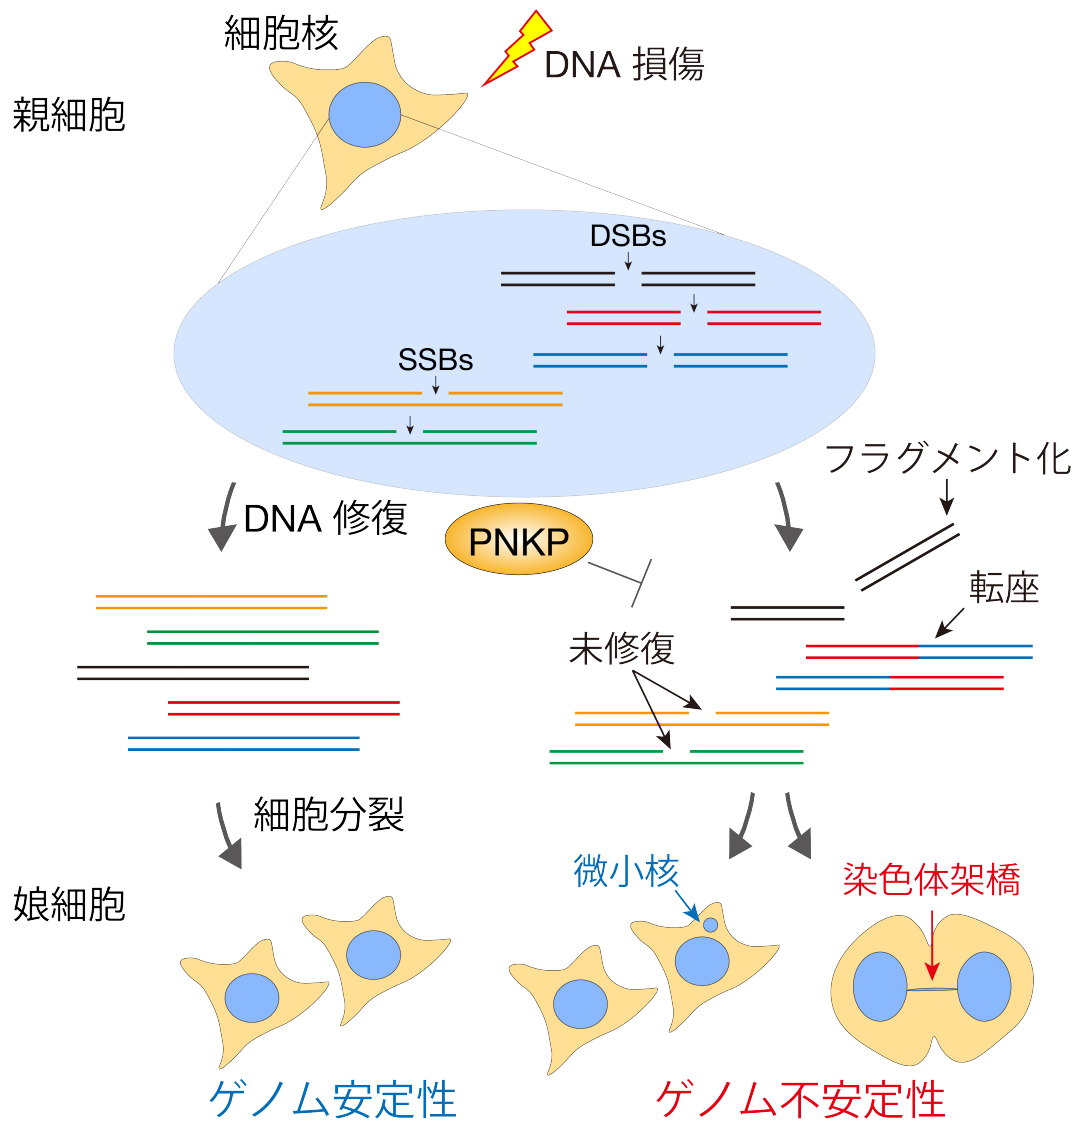 細胞核
DNA 損傷
親細胞
DSBs
SSBs
フラグメント化
DNA 修復
PNKP
転座
未修復
細胞分裂
微小核
染色体架橋
娘細胞
ゲノム安定性
ゲノム不安定性